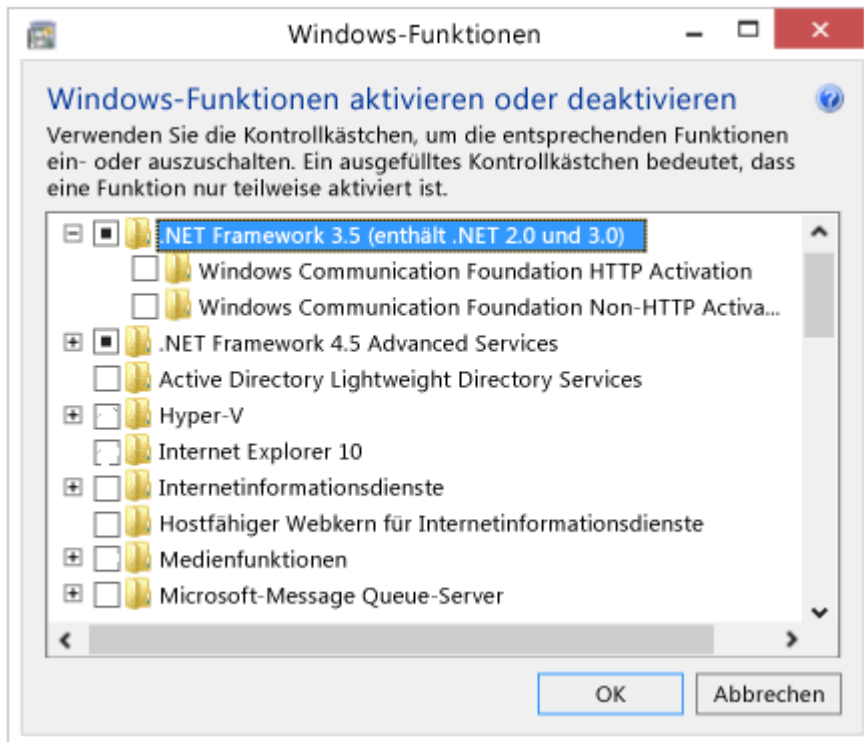 Windows-Funktionen
Windows-Funktionen aktivieren oder deaktivieren
Verwenden Sie die Kontrollkästchen, um die entsprechenden Funktionen
ein- oder auszuschalten. Ein ausgefülltes Kontrollkästchen bedeutet, dass
eine Funktion nur teilweise aktiviert ist.
.NET Framework 3.5 (enthält .NET 2.0 und 3.0)
Windows Communication Foundation HTTP Activation
Windows Communication Foundation Non-HTTP Activa...
.NET Framework 4.5 Advanced Services
Active Directory Lightweight Directory Services
Hyper-V
Internet Explorer 10
Internetinformationsdienste
Hostfähiger Webkern für Internetinformationsdienste
Medienfunktionen
Microsoft-Message Queue-Server
OK Abbrechen